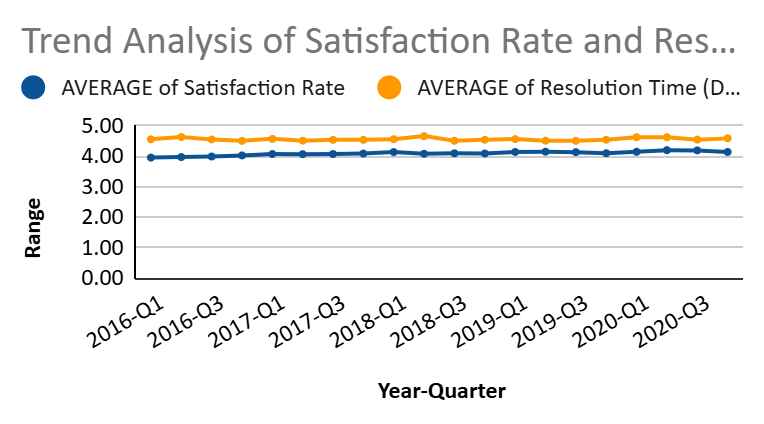 Trend Analysis of Satisfaction Rate and Res...
AVERAGE of Satisfaction Rate AVERAGE of Resolution Time (D...
5.00
4.00
3.00
2.00
1.00
0.00
Range
2016-Q1 2016-Q3 2017-Q1 2017-Q3 2018-Q1 2018-Q3 2019-Q1 2019-Q3 2020-Q1 2020-Q3
Year-Quarter